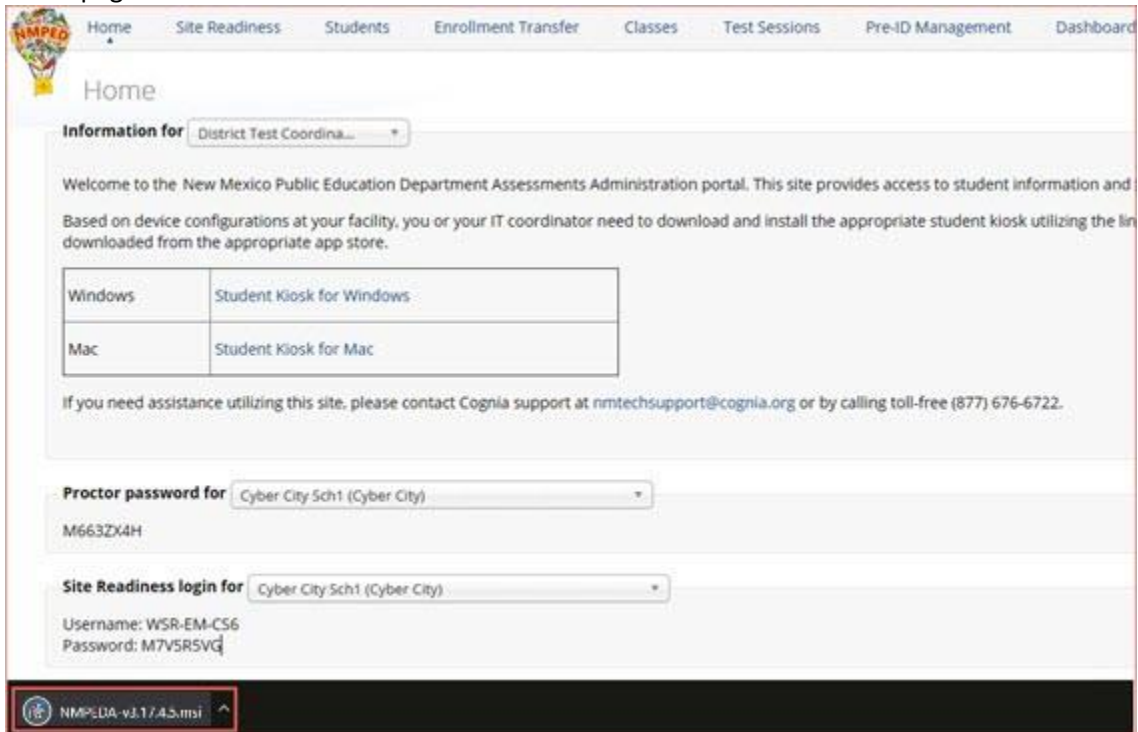 NMPED
Home Site Readiness Students Enrollment Transfer Classes Test Sessions Pre-ID Management Dashboard
Home
Information for District Test Coordina...
Welcome to the New Mexico Public Education Department Assessments Administration portal. This site provides access to student information and
Based on device configurations at your facility, you or your IT coordinator need to download and install the appropriate student kiosk utilizing the lin
downloaded from the appropriate app store.
Windows Student Kiosk for Windows
Mac Student Kiosk for Mac
If you need assistance utilizing this site, please contact Cognia support at nmtechsupport@cognia.org or by calling toll-free (877) 676-6722.
Proctor password for Cyber City Sch1 (Cyber City)
M663ZX4H
Site Readiness login for Cyber City Sch1 (Cyber City)
Username: WSR-EM-CS6
Password: M7V5R5VG
NMPEDA-v3.17.4.5.msi